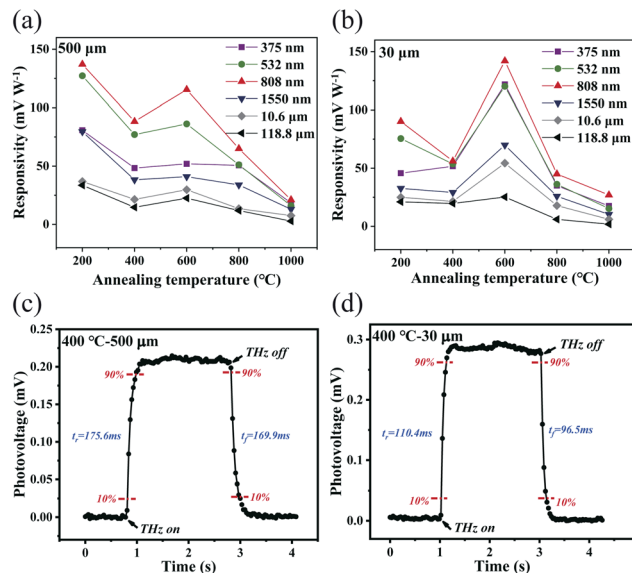 (a)
500 μm
375 nm
532 nm
808 nm
1550 nm
10.6 μm
118.8 μm
Responsivity (mV W⁻¹)
150
100
50
0
200 400 600 800 1000
Annealing temperature (℃)
(b)
30 μm
375 nm
532 nm
808 nm
1550 nm
10.6 μm
118.8 μm
Responsivity (mV W⁻¹)
150
100
50
0
200 400 600 800 1000
Annealing temperature (℃)
(c)
400 ℃-500 μm
THz off
90% 90%
tr=175.6ms tf=169.9ms
10% 10%
THz on
Photovoltage (mV)
0.25
0.20
0.15
0.10
0.05
0.00
0 1 2 3 4
Time (s)
(d)
400 ℃-30 μm
THz off
90% 90%
tr=110.4ms tf=96.5ms
10% 10%
THz on
Photovoltage (mV)
0.3
0.2
0.1
0.0
0 1 2 3 4
Time (s)